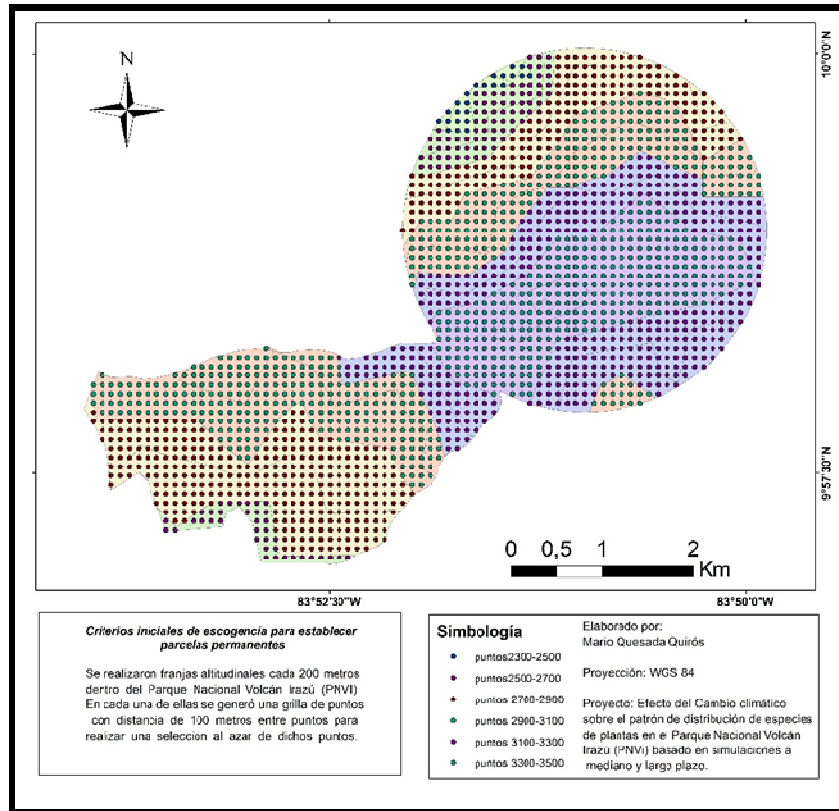 N
10°0'0"N
9°57'30"N
0 0,5 1 2
Km
83°52'30"W
83°50'0"W
Criterios iniciales de escogencia para establecer
parcelas permanentes
Se realizaron franjas altitudinales cada 200 metros
dentro del Parque Nacional Volcán Irazú (PNVI)
En cada una de ellas se generó una grilla de puntos
con distancia de 100 metros entre puntos para
realizar una seleccion al azar de dichos puntos.
Simbología
puntos2300-2500
puntos2500-2700
puntos 2700-2900
puntos 2900-3100
puntos 3100-3300
puntos 3300-3500
Elaborado por:
Mario Quesada Quirós
Proyección: WGS 84
Proyecto: Efecto del Cambio climático
sobre el patrón de distribución de especies
de plantas en el Parque Nacional Volcán
Irazú (PNVi) basado en simulaciones a
mediano y largo plazo.